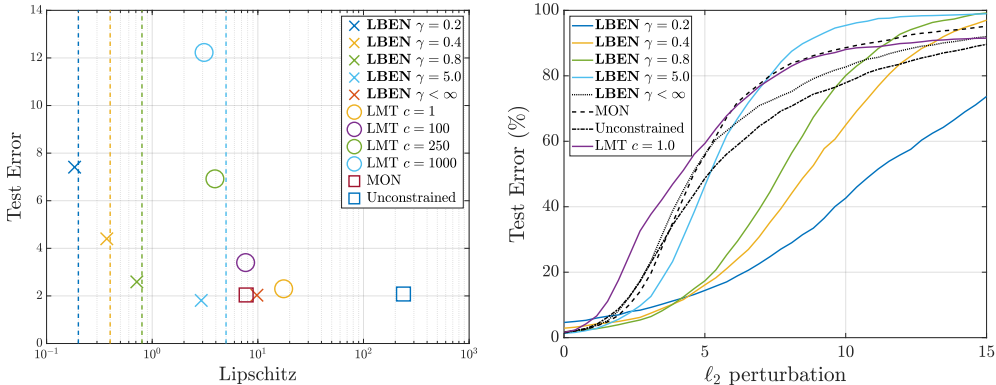 14
12
10
8
6
4
2
0
Test Error
10⁻¹
10⁰
10¹
10²
10³
Lipschitz
LBEN γ = 0.2
LBEN γ = 0.4
LBEN γ = 0.8
LBEN γ = 5.0
LBEN γ < ∞
LMT c = 1
LMT c = 100
LMT c = 250
LMT c = 1000
MON
Unconstrained
100
80
60
40
20
0
Test Error (%)
0
5
10
15
ℓ₂ perturbation
LBEN γ = 0.2
LBEN γ = 0.4
LBEN γ = 0.8
LBEN γ = 5.0
LBEN γ < ∞
MON
Unconstrained
LMT c = 1.0